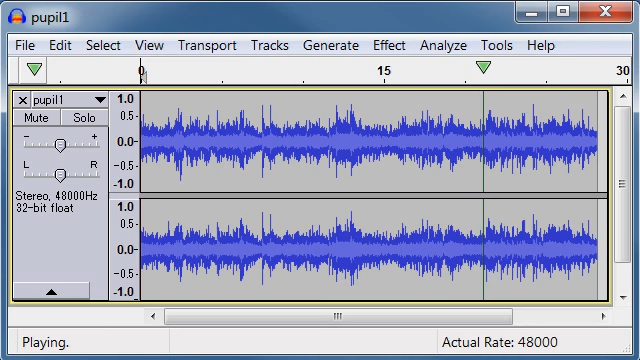 pupil1
File Edit Select View Transport Tracks Generate Effect Analyze Tools Help
0 15 30
pupil1
Mute Solo
- +
L R
Stereo, 48000Hz
32-bit float
1.0
0.5
0.0
-0.5
-1.0
1.0
0.5
0.0
-0.5
-1.0
Playing. Actual Rate: 48000